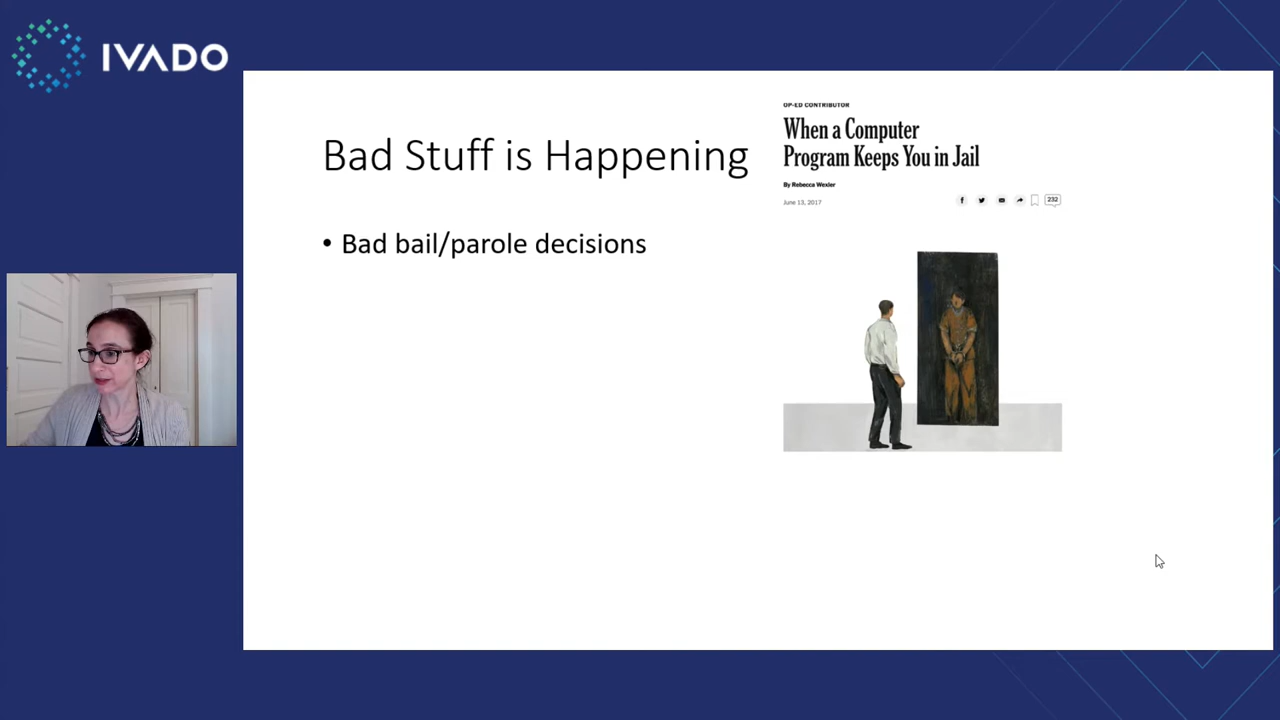 IVADO
Bad Stuff is Happening
• Bad bail/parole decisions
OP-ED CONTRIBUTOR
When a Computer
Program Keeps You in Jail
By Rebecca Wexler
June 13, 2017
232